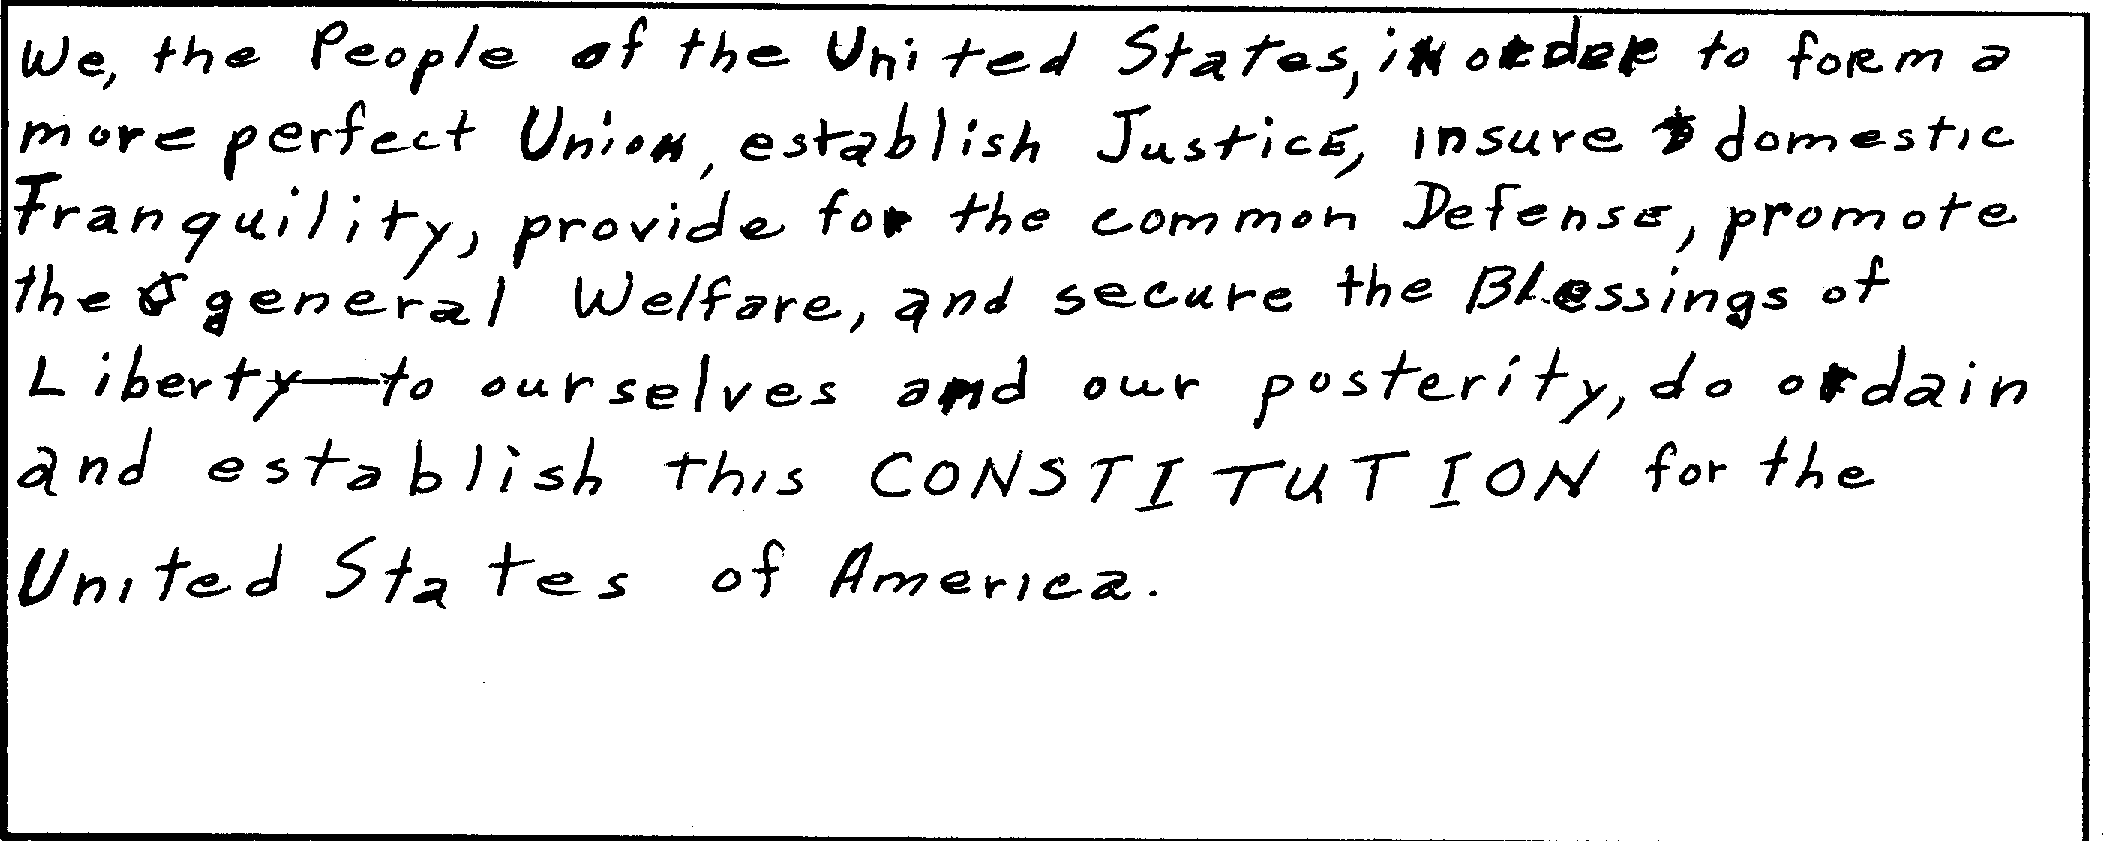 We, the People of the United States, in order to form a
more perfect Union, establish Justice, insure domestic
Tranquility, provide for the common Defense, promote
the general Welfare, and secure the Blessings of
Liberty—to ourselves and our posterity, do ordain
and establish this CONSTITUTION for the
United States of America.